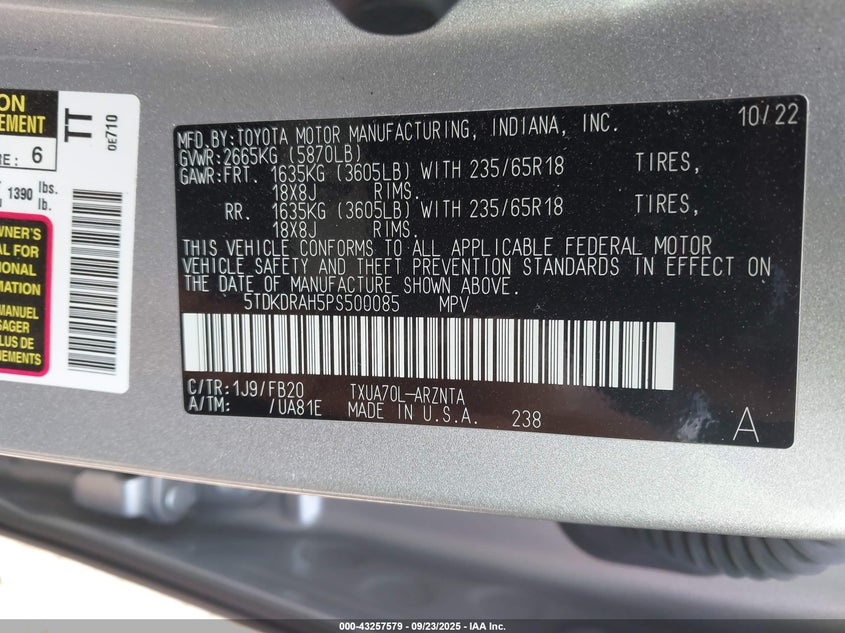 ON
EMENT
TT
0E710
RE: 6
1390 lbs.
lb.
WNER'S
AL FOR
IONAL
MATION
MANUEL
SAGER
PLUS DE
NEMENTS
10/22
MFD.BY:TOYOTA MOTOR MANUFACTURING, INDIANA, INC.
GVWR:2665KG (5870LB)
GAWR:FRT. 1635KG (3605LB) WITH 235/65R18 TIRES,
18X8J RIMS.
RR. 1635KG (3605LB) WITH 235/65R18 TIRES,
18X8J RIMS.
THIS VEHICLE CONFORMS TO ALL APPLICABLE FEDERAL MOTOR
VEHICLE SAFETY AND THEFT PREVENTION STANDARDS IN EFFECT ON
THE DATE OF MANUFACTURE SHOWN ABOVE.
5TDKDRAH5PS500085 MPV
C/TR:1J9/FB20 TXUA70L-ARZNTA
A/TM: /UA81E MADE IN U.S.A. 238
A
000-43257579 - 09/23/2025 - IAA Inc.